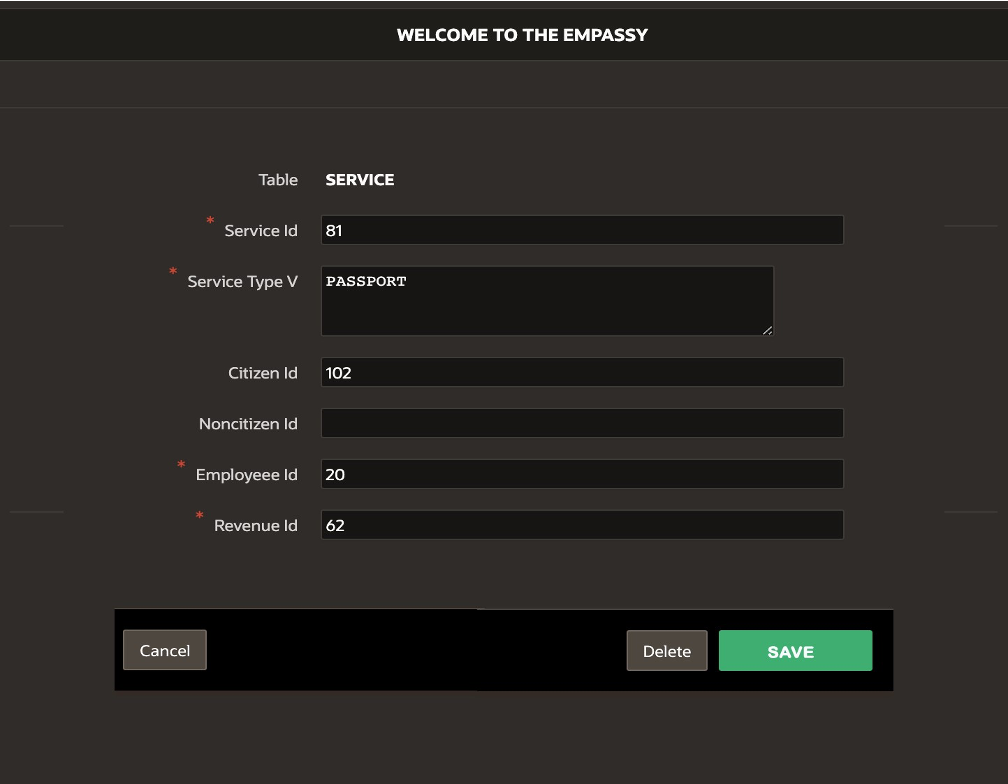 WELCOME TO THE EMPASSY
Table SERVICE
* Service Id 81
* Service Type V PASSPORT
Citizen Id 102
Noncitizen Id
* Employeee Id 20
* Revenue Id 62
Cancel Delete SAVE